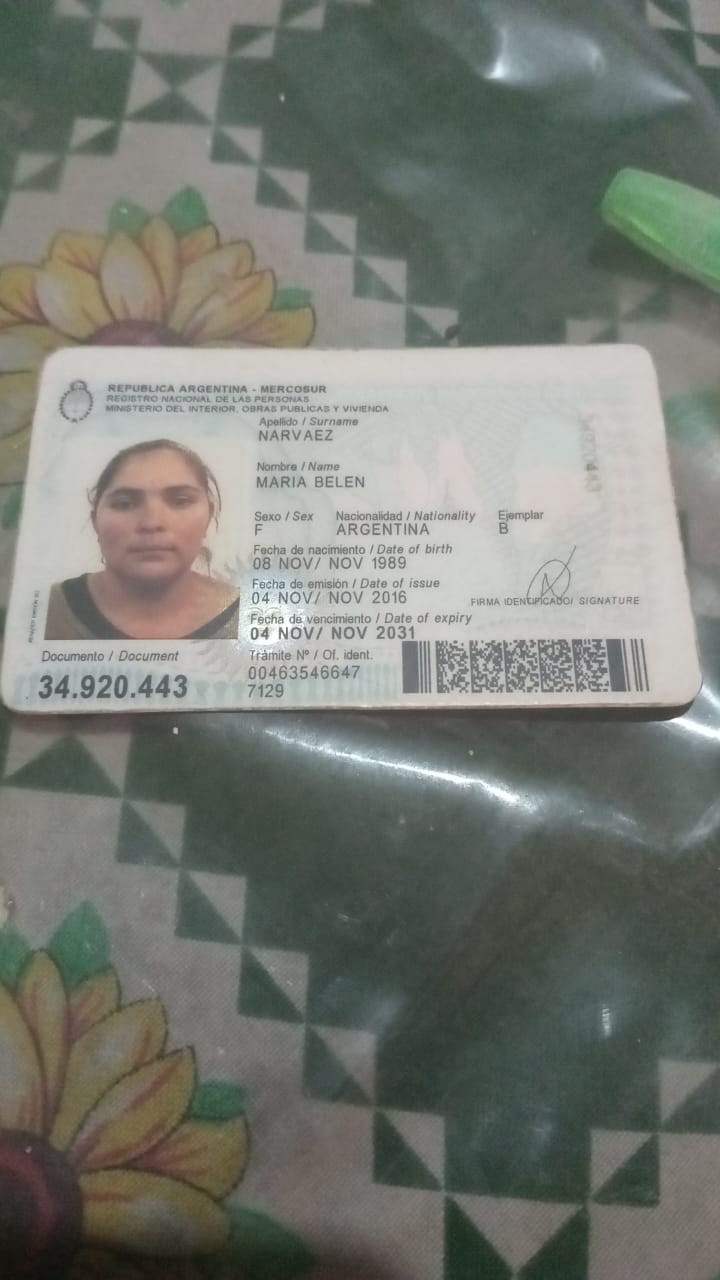 REPUBLICA ARGENTINA - MERCOSUR
REGISTRO NACIONAL DE LAS PERSONAS
MINISTERIO DEL INTERIOR, OBRAS PUBLICAS Y VIVIENDA
Apellido / Surname
NARVAEZ
Nombre / Name
MARIA BELEN
Sexo / Sex Nacionalidad / Nationality Ejemplar
F ARGENTINA B
Fecha de nacimiento / Date of birth
08 NOV/ NOV 1989
Fecha de emisión / Date of issue
04 NOV/ NOV 2016
FIRMA IDENTIFICADO/ SIGNATURE
Fecha de vencimiento / Date of expiry
04 NOV/ NOV 2031
Documento / Document Trámite Nº / Of. ident.
34.920.443 00463546647
7129